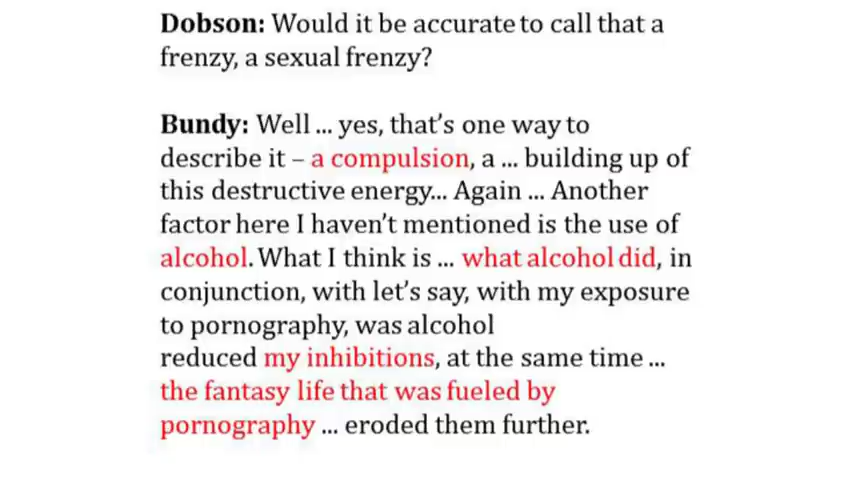 Dobson: Would it be accurate to call that a
frenzy, a sexual frenzy?
Bundy: Well ... yes, that's one way to
describe it – a compulsion, a ... building up of
this destructive energy... Again ... Another
factor here I haven't mentioned is the use of
alcohol. What I think is ... what alcohol did, in
conjunction, with let's say, with my exposure
to pornography, was alcohol
reduced my inhibitions, at the same time ...
the fantasy life that was fueled by
pornography ... eroded them further.